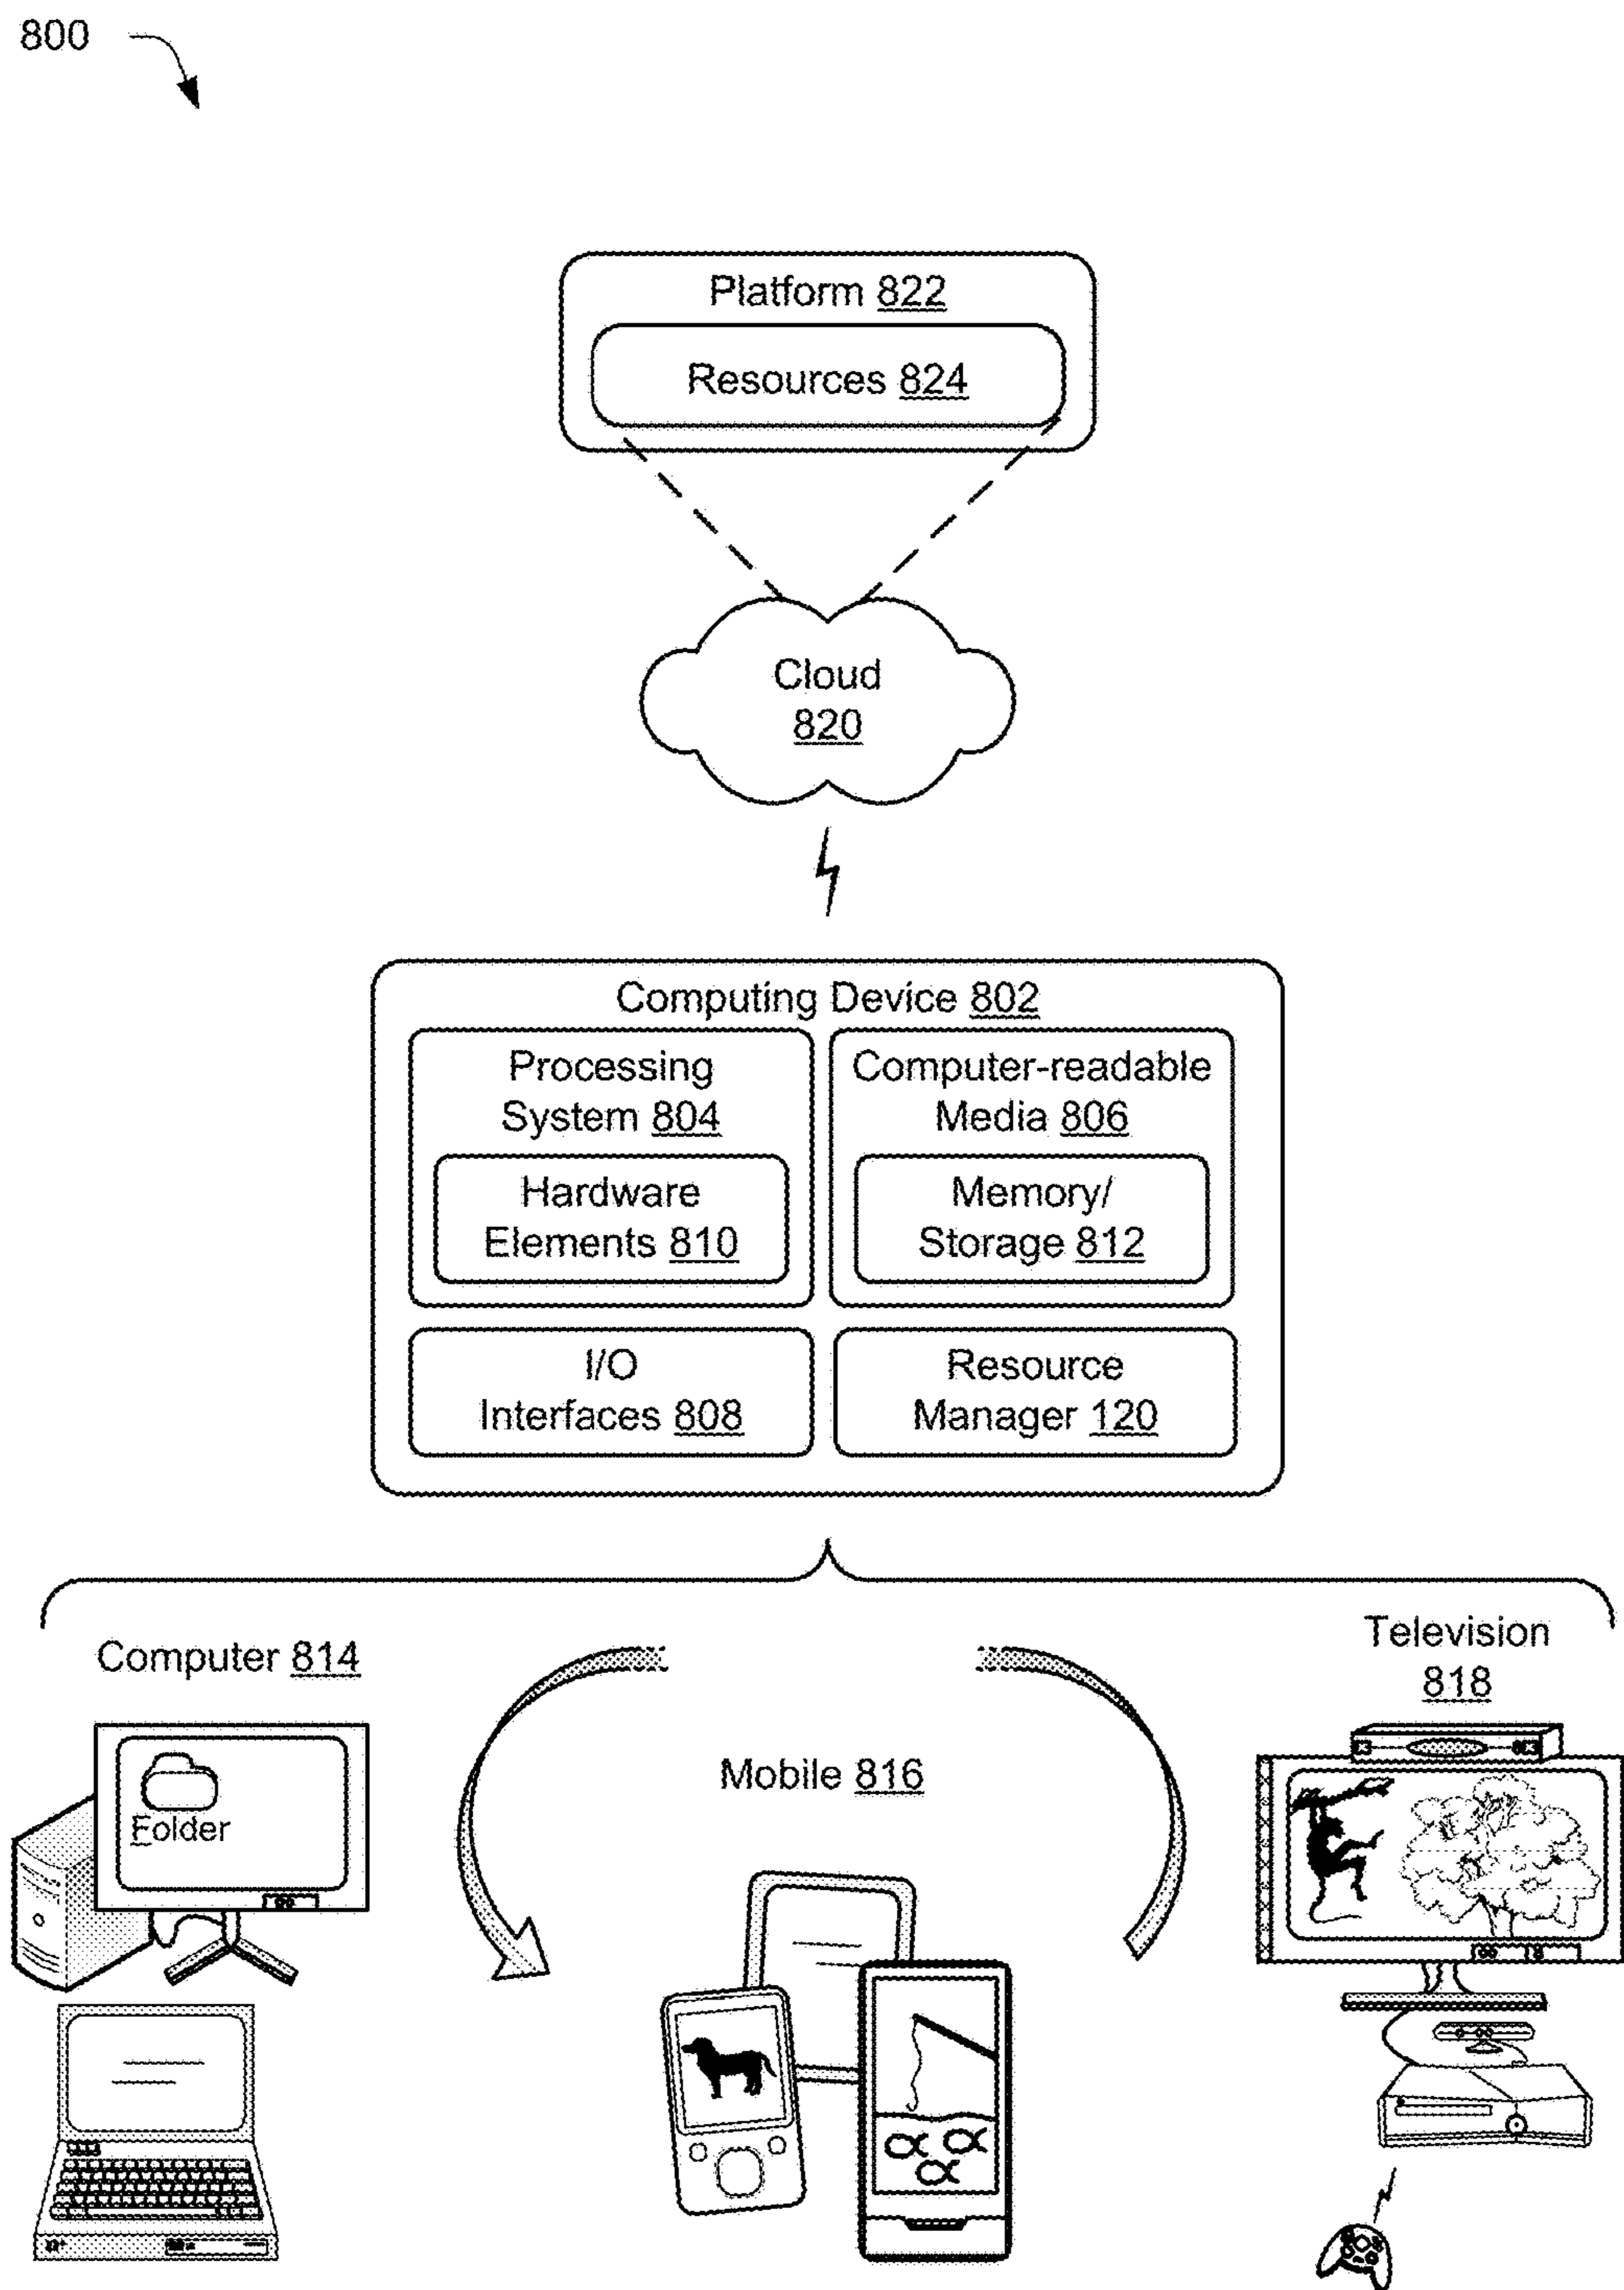 800
Platform 822
Resources 824
Cloud
820
Computing Device 802
Processing
System 804
Hardware
Elements 810
Computer-readable
Media 806
Memory/
Storage 812
I/O
Interfaces 808
Resource
Manager 120
Computer 814
Mobile 816
Television
818
Folder